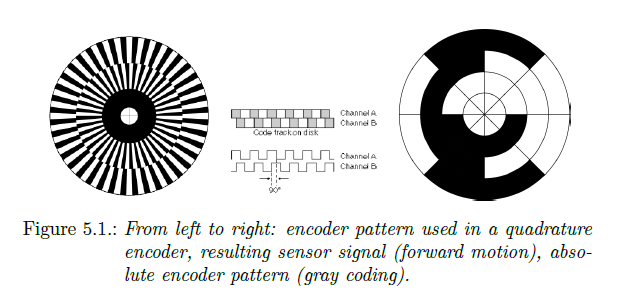 Channel A
Channel B
Code track on disk
Channel A
Channel B
90°
Figure 5.1.: From left to right: encoder pattern used in a quadrature
encoder, resulting sensor signal (forward motion), abso-
lute encoder pattern (gray coding).